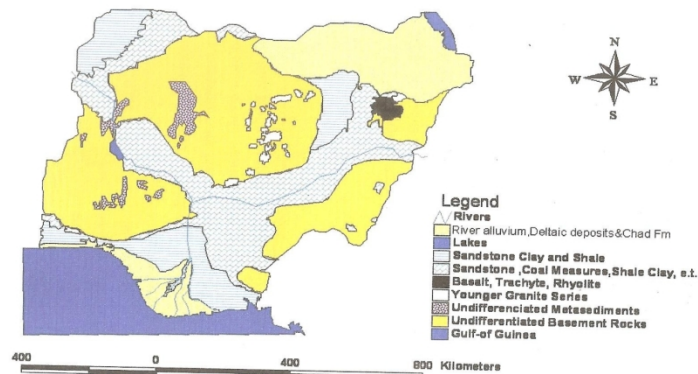 N
W E
S
Legend
Rivers
River alluvium,Deltaic deposits&Chad Fm
Lakes
Sandstone Clay and Shale
Sandstone ,Coal Measures,Shale Clay, e.t.
Basalt, Trachyte, Rhyolite
Younger Granite Series
Undifferenciated Metasediments
Undifferentiated Basement Rocks
Gulf-of Guinea
400 0 400 800 Kilometers